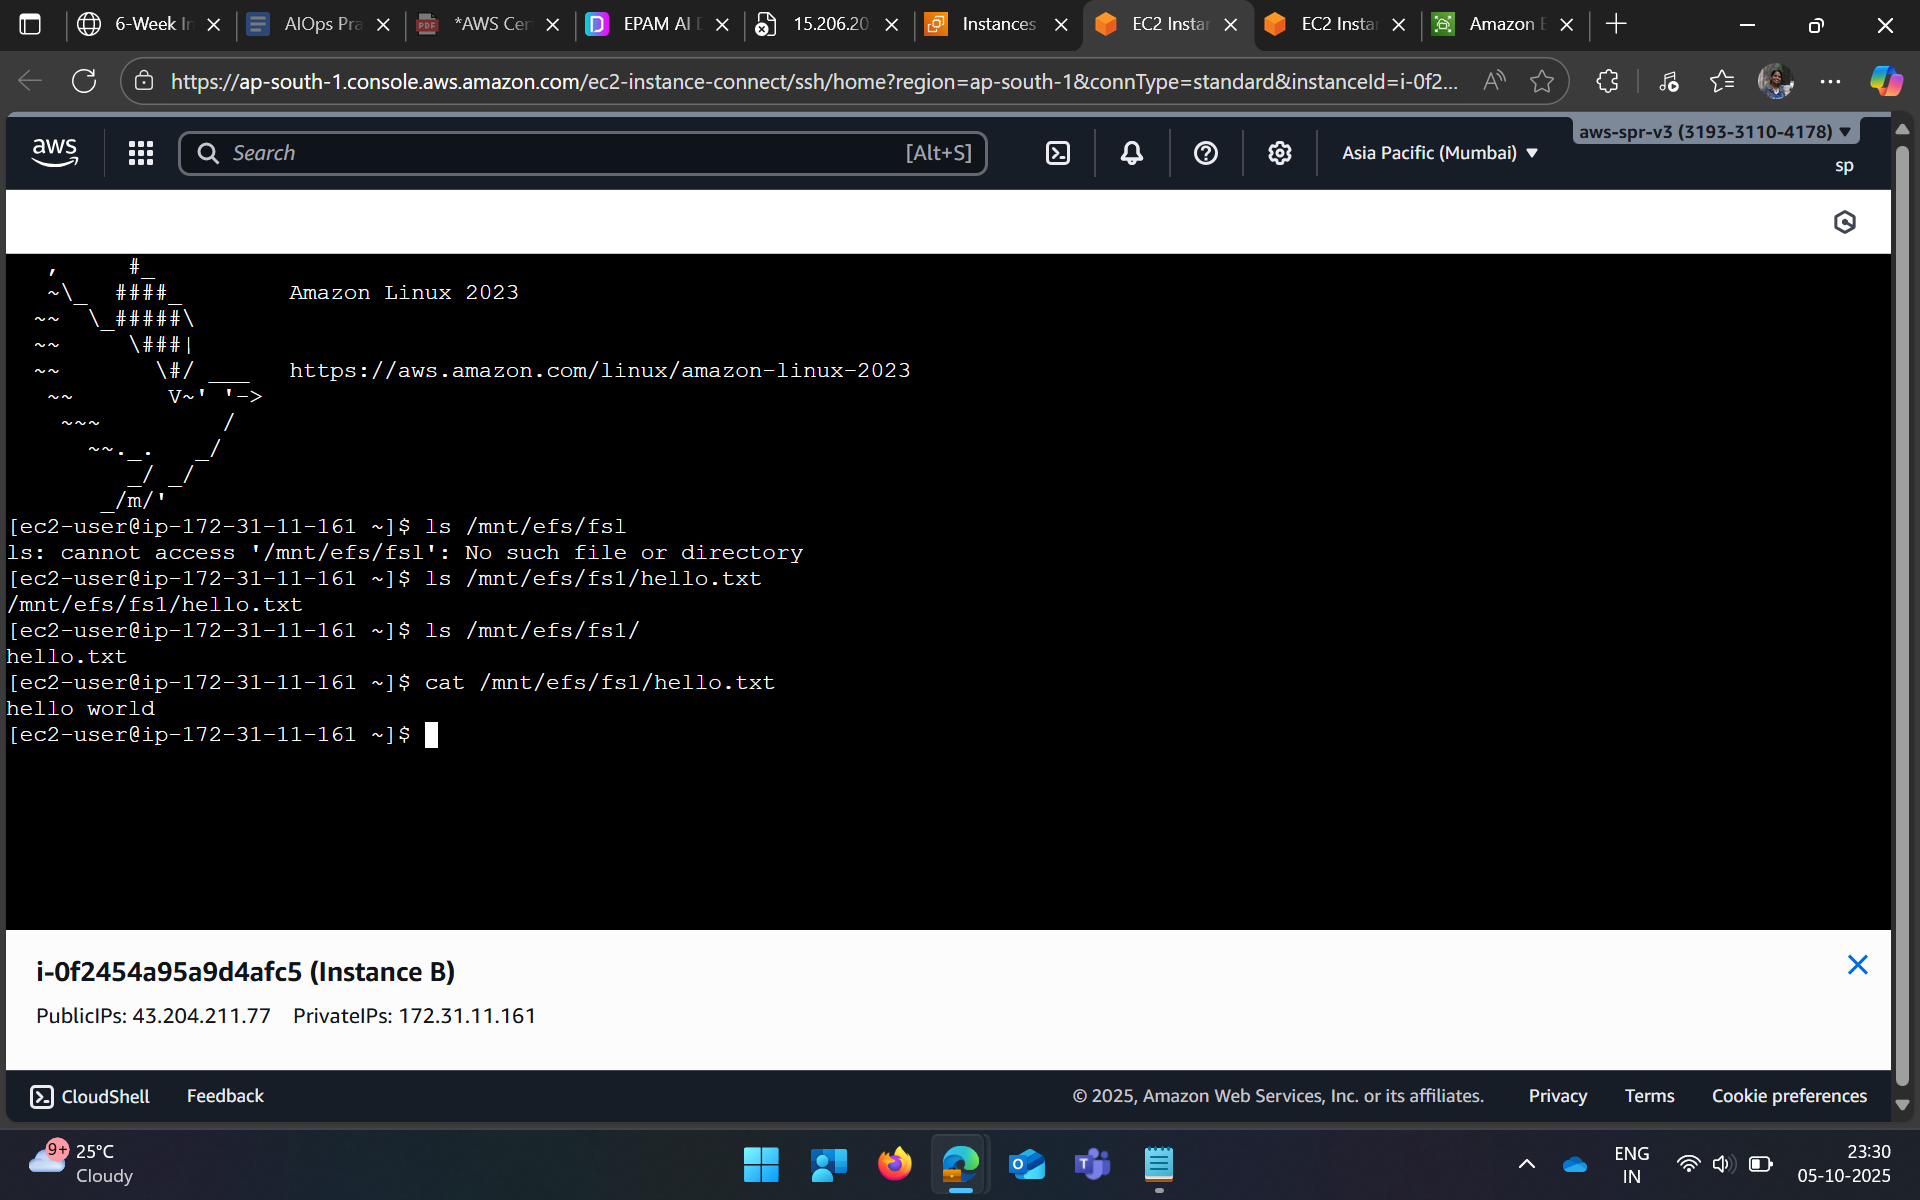 6-Week In
AIOps Pra
*AWS Cer
EPAM AI D
15.206.20
Instances
EC2 Instan
EC2 Instan
Amazon E
https://ap-south-1.console.aws.amazon.com/ec2-instance-connect/ssh/home?region=ap-south-1&connType=standard&instanceId=i-0f2...
aws
Search
[Alt+S]
Asia Pacific (Mumbai)
aws-spr-v3 (3193-3110-4178)
sp
   ,     #_
   ~\_  ####_        Amazon Linux 2023
  ~~  \_#####\
  ~~     \###|
  ~~       \#/ ___   https://aws.amazon.com/linux/amazon-linux-2023
   ~~       V~' '->
    ~~~         /
      ~~._.   _/
         _/ _/
       _/m/'
[ec2-user@ip-172-31-11-161 ~]$ ls /mnt/efs/fsl
ls: cannot access '/mnt/efs/fsl': No such file or directory
[ec2-user@ip-172-31-11-161 ~]$ ls /mnt/efs/fs1/hello.txt
/mnt/efs/fs1/hello.txt
[ec2-user@ip-172-31-11-161 ~]$ ls /mnt/efs/fs1/
hello.txt
[ec2-user@ip-172-31-11-161 ~]$ cat /mnt/efs/fs1/hello.txt
hello world
[ec2-user@ip-172-31-11-161 ~]$
i-0f2454a95a9d4afc5 (Instance B)
PublicIPs: 43.204.211.77 PrivateIPs: 172.31.11.161
CloudShell
Feedback
© 2025, Amazon Web Services, Inc. or its affiliates.
Privacy
Terms
Cookie preferences
9+
25°C
Cloudy
ENG
IN
23:30
05-10-2025